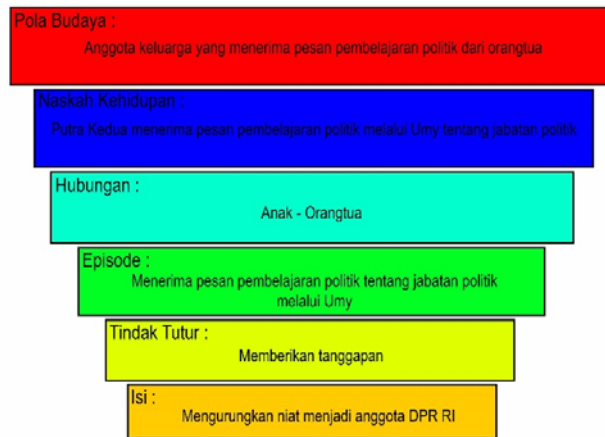 Pola Budaya :
Anggota keluarga yang menerima pesan pembelajaran politik dari orangtua
Naskah Kehidupan :
Putra Kedua menerima pesan pembelajaran politik melalui Umy tentang jabatan politik
Hubungan :
Anak - Orangtua
Episode :
Menerima pesan pembelajaran politik tentang jabatan politik
melalui Umy
Tindak Tutur :
Memberikan tanggapan
Isi :
Mengurungkan niat menjadi anggota DPR RI